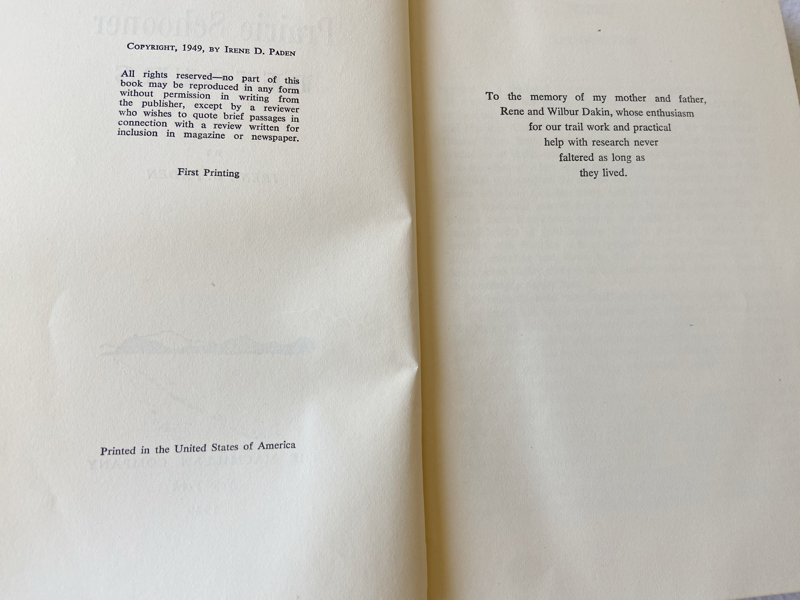 COPYRIGHT, 1949, BY IRENE D. PADEN
All rights reserved—no part of this
book may be reproduced in any form
without permission in writing from
the publisher, except by a reviewer
who wishes to quote brief passages in
connection with a review written for
inclusion in magazine or newspaper.
First Printing
Printed in the United States of America
To the memory of my mother and father,
Rene and Wilbur Dakin, whose enthusiasm
for our trail work and practical
help with research never
faltered as long as
they lived.